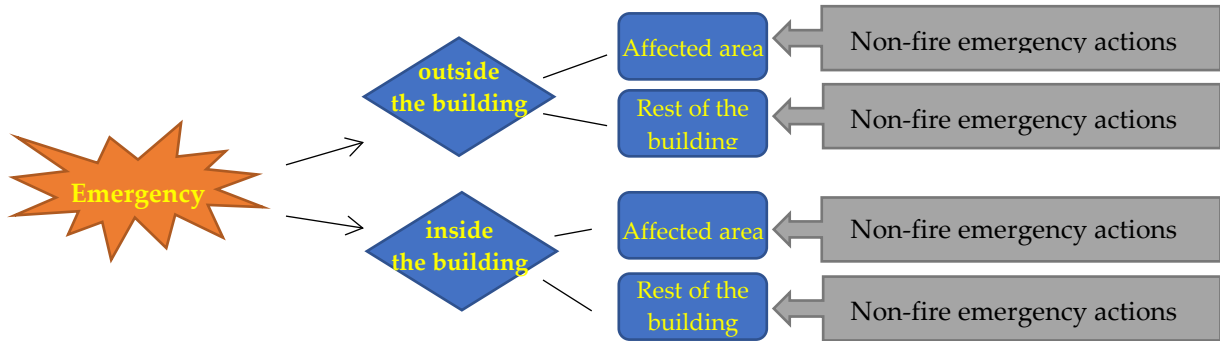 Emergency
outside
the building
Affected area
Non-fire emergency actions
Rest of the
building
Non-fire emergency actions
inside
the building
Affected area
Non-fire emergency actions
Rest of the
building
Non-fire emergency actions